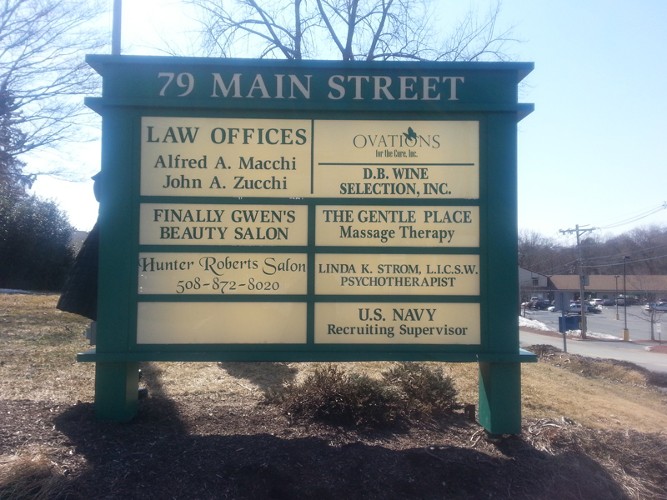 79 MAIN STREET
LAW OFFICES
Alfred A. Macchi
John A. Zucchi
OVATIONS
for the Cure, Inc.
D.B. WINE
SELECTION, INC.
FINALLY GWEN'S
BEAUTY SALON
THE GENTLE PLACE
Massage Therapy
Hunter Roberts Salon
508-872-8020
LINDA K. STROM, L.I.C.S.W.
PSYCHOTHERAPIST
U.S. NAVY
Recruiting Supervisor